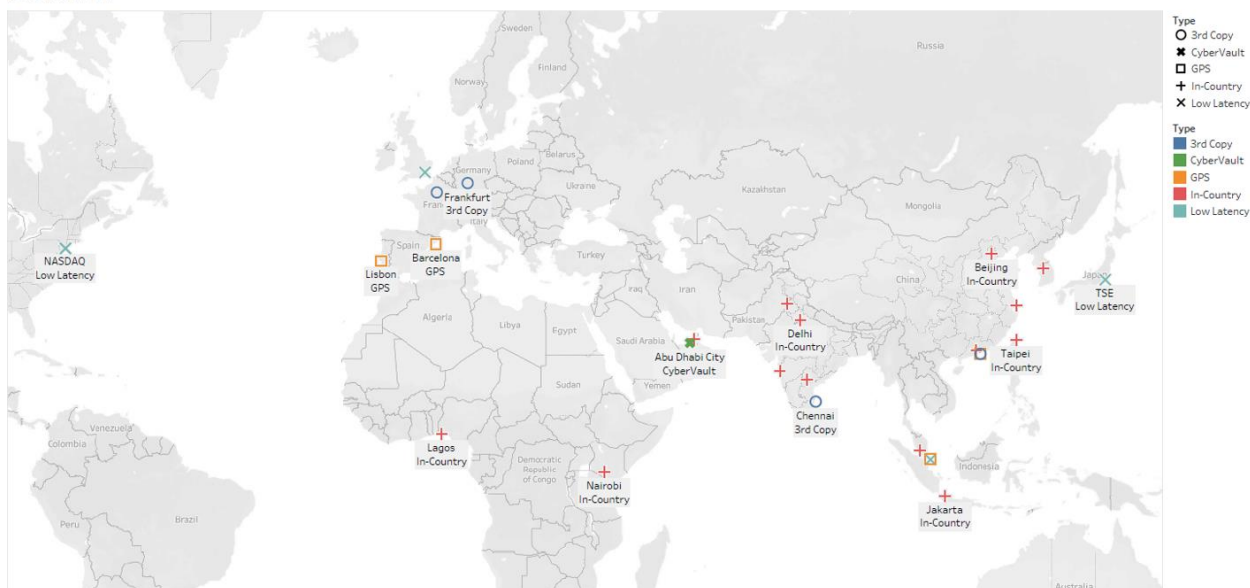 Sweden
Finland
Russia
Norway
Poland
Belarus
Germany
Ukraine
Kazakhstan
Mongolia
Frankfurt
3rd Copy
Fran
Italy
Spain
Barcelona
GPS
Lisbon
GPS
NASDAQ
Low Latency
Turkey
Iraq
Iran
China
Beijing
In-Country
Japa
TSE
Low Latency
Algeria
Libya
Egypt
Saudi Arabia
Pakistan
Delhi
In-Country
Abu Dhabi City
CyberVault
Taipei
In-Country
Yemen
Sudan
Chennai
3rd Copy
Venezuela
Colombia
Lagos
In-Country
Democratic
Republic
of Congo
Nairobi
In-Country
Indonesia
Jakarta
In-Country
Peru
Brazil
Australia
Type
3rd Copy
CyberVault
GPS
In-Country
Low Latency
Type
3rd Copy
CyberVault
GPS
In-Country
Low Latency